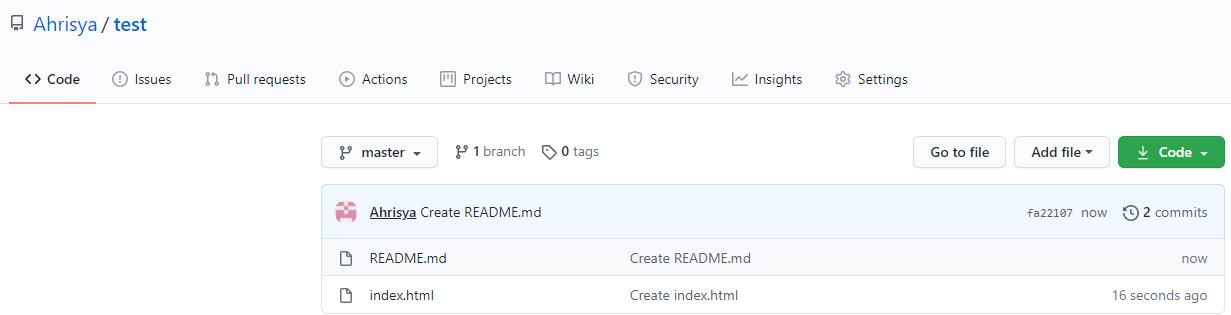 Ahrisya / test
Code Issues Pull requests Actions Projects Wiki Security Insights Settings
master 1 branch 0 tags Go to file Add file Code
Ahrisya Create README.md fa22107 now 2 commits
README.md Create README.md now
index.html Create index.html 16 seconds ago